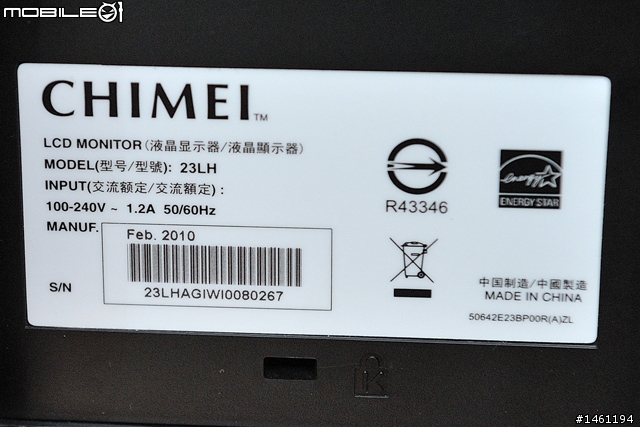 MOBILE01
CHIMEI™
LCD MONITOR (液晶显示器/液晶顯示器)
MODEL(型号/型號): 23LH
INPUT(交流额定/交流額定) :
100-240V ~ 1.2A 50/60Hz
MANUF. Feb. 2010
S/N 23LHAGIWI0080267
R43346
energy
ENERGY STAR
中国制造/中國製造
MADE IN CHINA
50642E23BP00R(A)ZL
K
#1461194